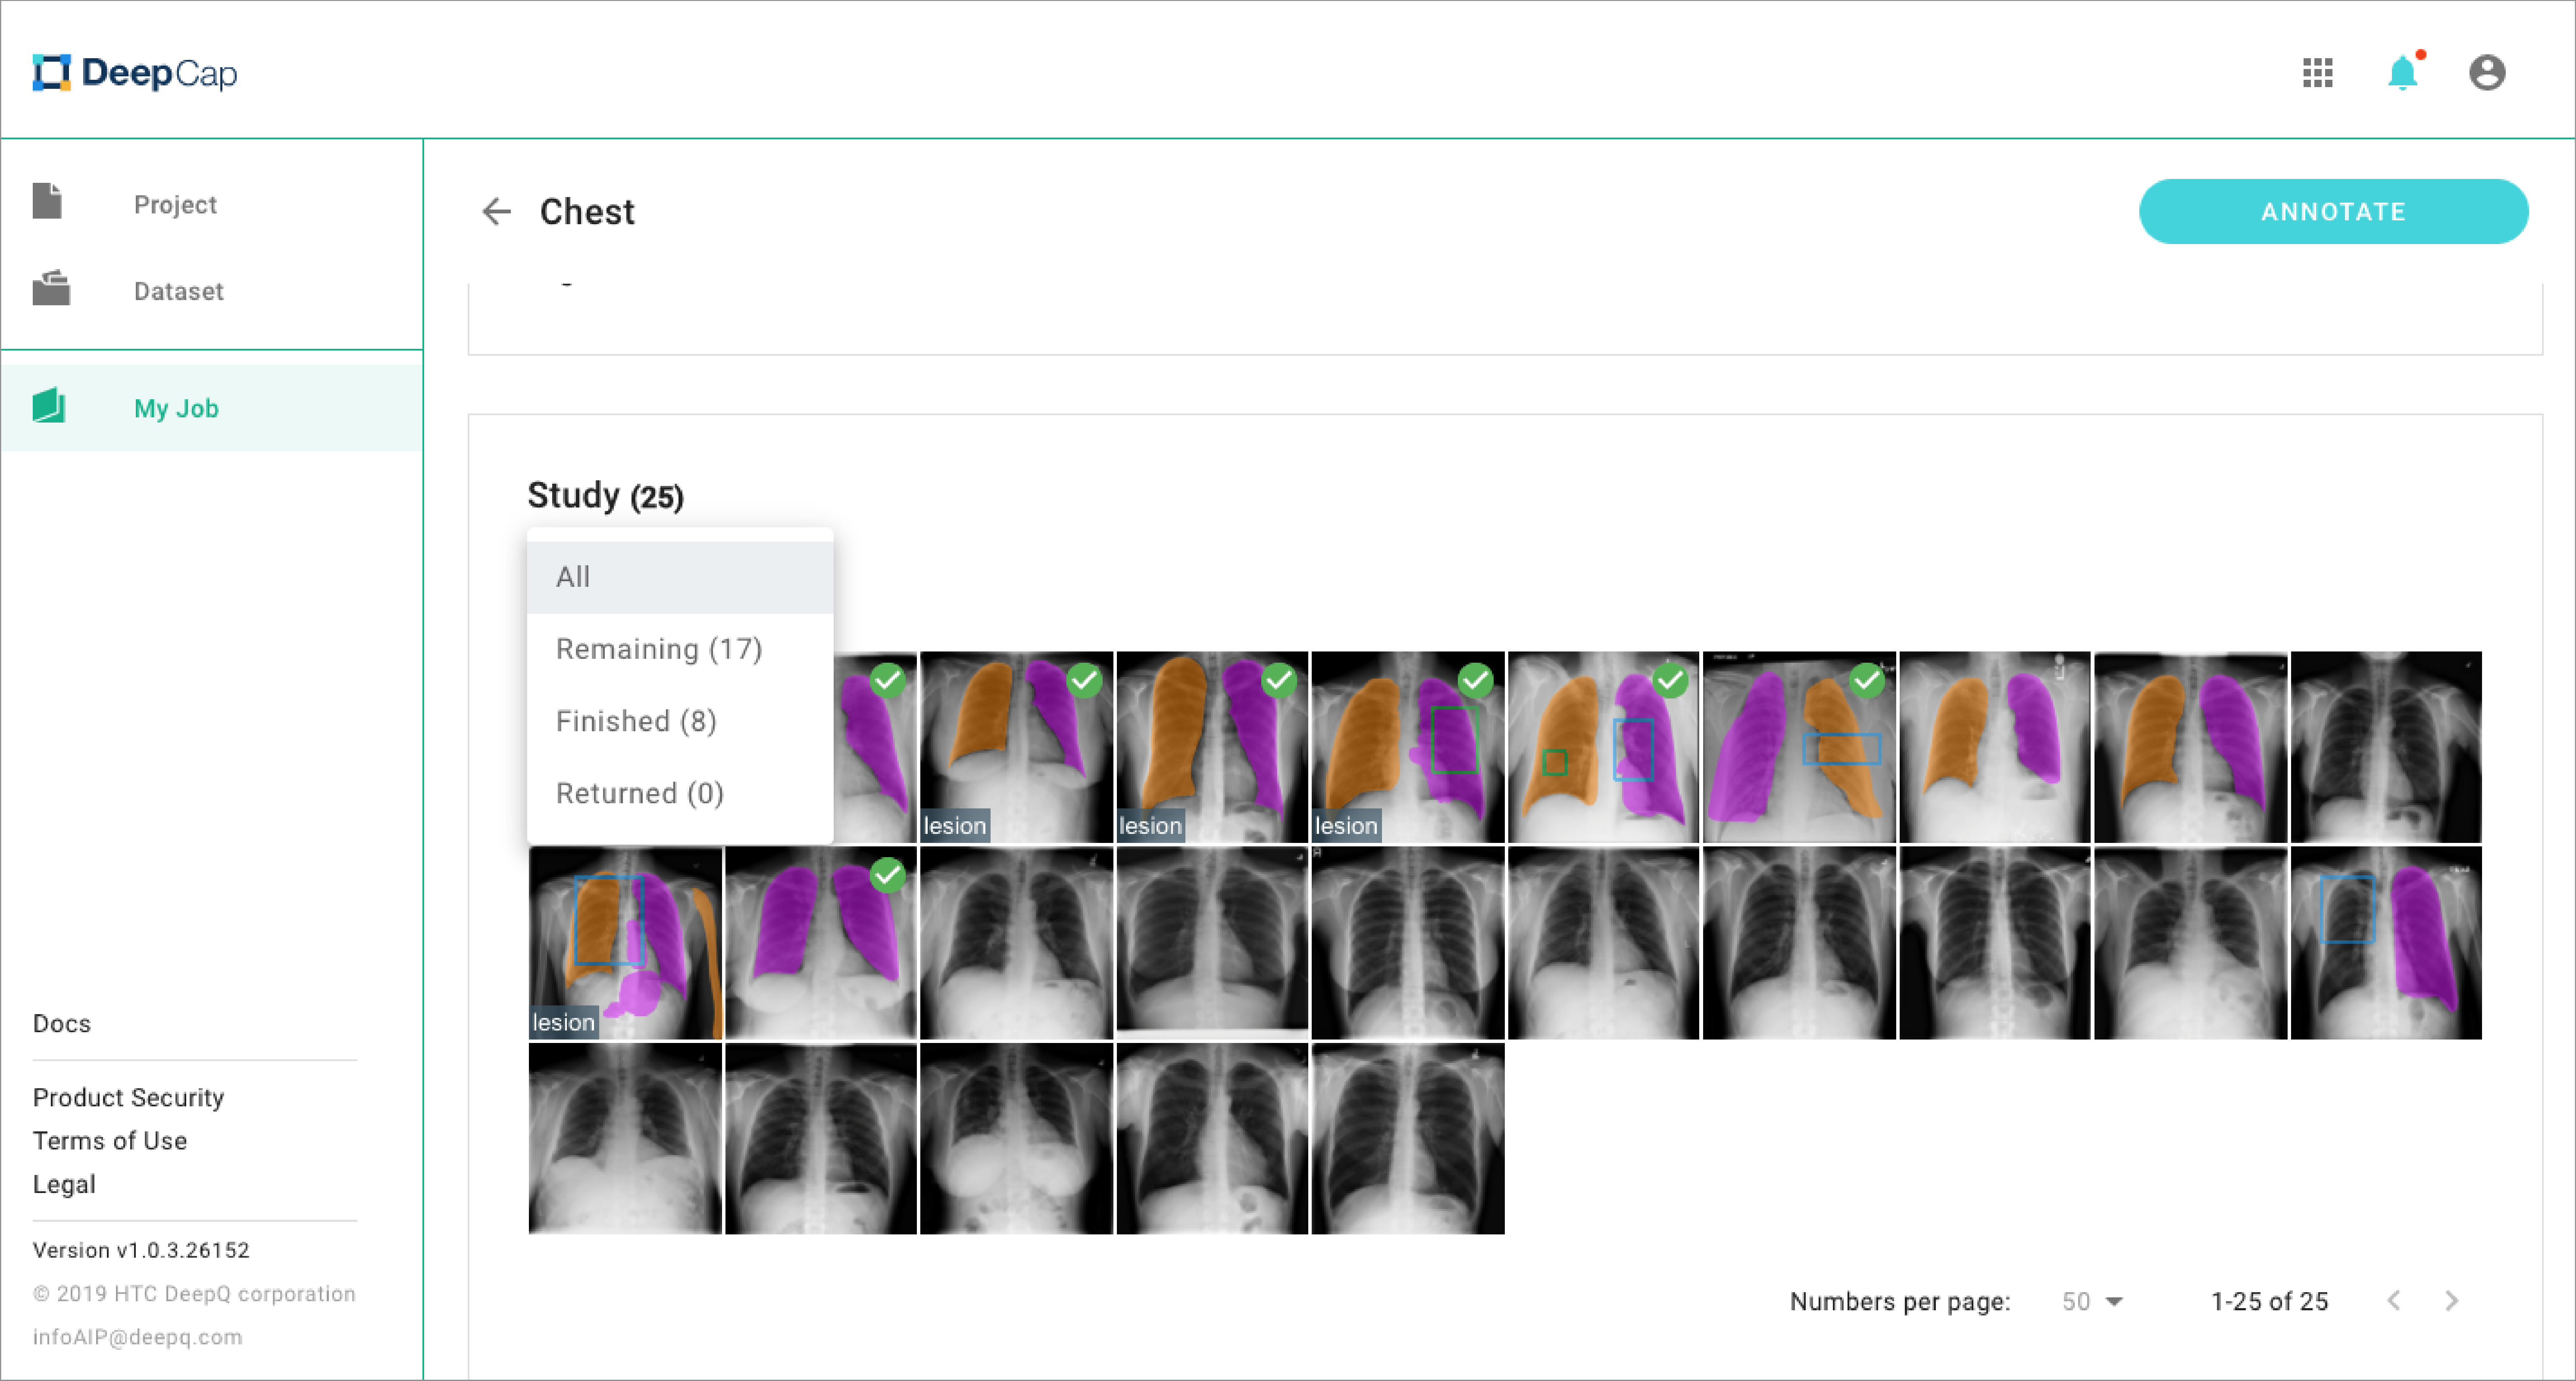 DeepCap
Project
Dataset
My Job
Docs
Product Security
Terms of Use
Legal
Version v1.0.3.26152
© 2019 HTC DeepQ corporation
infoAIP@deepq.com
Chest
ANNOTATE
Study (25)
All
Remaining (17)
Finished (8)
Returned (0)
lesion
lesion
lesion
lesion
Numbers per page: 50
1-25 of 25